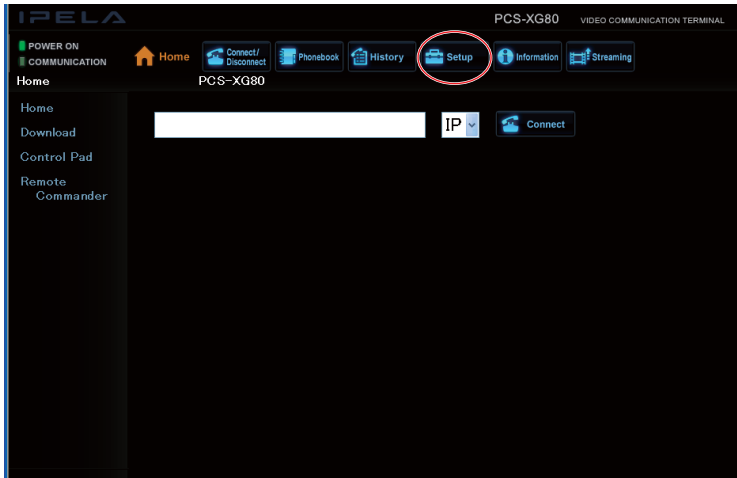 IPELA
PCS-XG80 VIDEO COMMUNICATION TERMINAL
POWER ON
COMMUNICATION
Home
Connect/
Disconnect
Phonebook
History
Setup
Information
Streaming
Home
PCS-XG80
Home
Download
Control Pad
Remote
Commander
IP
Connect